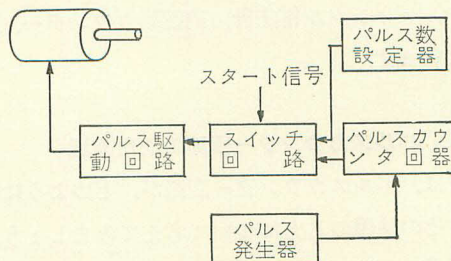 パルス数
設定器
スタート信号
パルス駆
動回路
スイッチ
回路
パルスカウ
ンタ回器
パルス
発生器